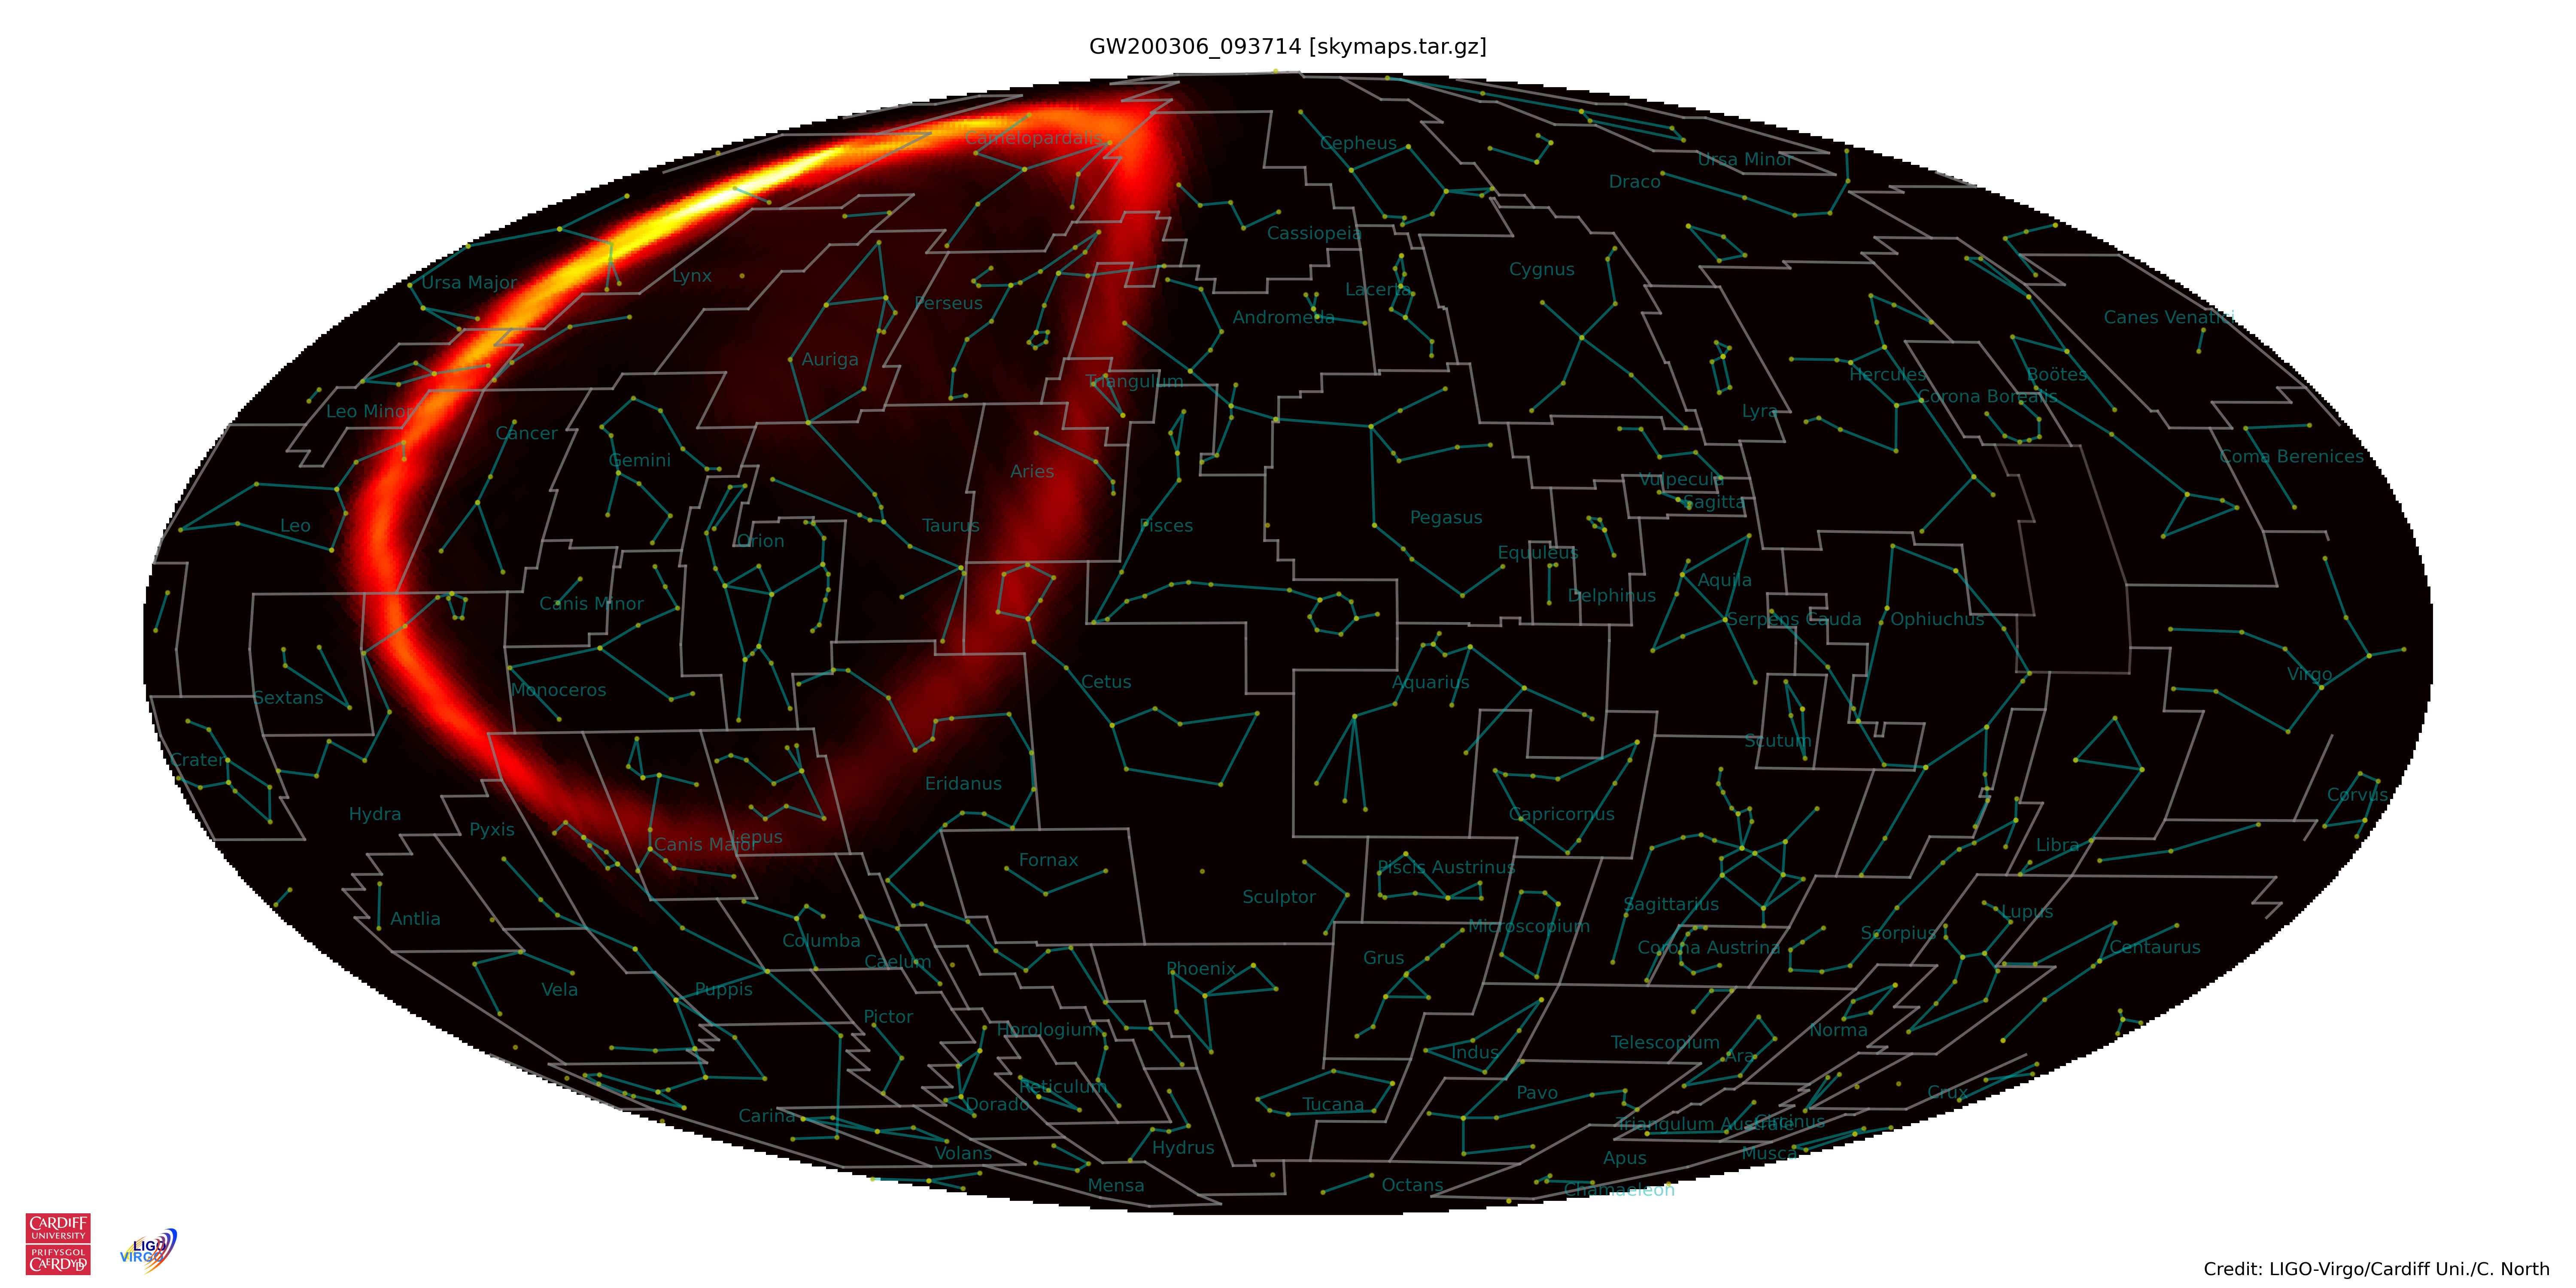 GW200306_093714 [skymaps.tar.gz]
Camelopardalis
Cepheus
Ursa Minor
Draco
Cassiopeia
Ursa Major
Lynx
Perseus
Lacerta
Cygnus
Andromeda
Canes Venatici
Auriga
Triangulum
Hercules
Boötes
Corona Borealis
Leo Minor
Lyra
Cancer
Gemini
Aries
Coma Berenices
Vulpecula
Sagitta
Leo
Orion
Taurus
Pisces
Pegasus
Equuleus
Canis Minor
Delphinus
Aquila
Serpens Cauda
Ophiuchus
Sextans
Monoceros
Cetus
Aquarius
Virgo
Crater
Scutum
Eridanus
Corvus
Hydra
Pyxis
Canis Major
Lepus
Capricornus
Libra
Fornax
Piscis Austrinus
Sculptor
Antlia
Sagittarius
Lupus
Columba
Microscopium
Corona Austrina
Scorpius
Centaurus
Caelum
Phoenix
Grus
Vela
Puppis
Pictor
Horologium
Indus
Telescopium
Ara
Norma
Reticulum
Dorado
Tucana
Pavo
Crux
Carina
Triangulum Australe
Circinus
Volans
Hydrus
Apus
Musca
Mensa
Octans
Chamaeleon
CARDIFF
UNIVERSITY
PRIFYSGOL
CAERDYDD
LIGO
VIRGO
Credit: LIGO-Virgo/Cardiff Uni./C. North